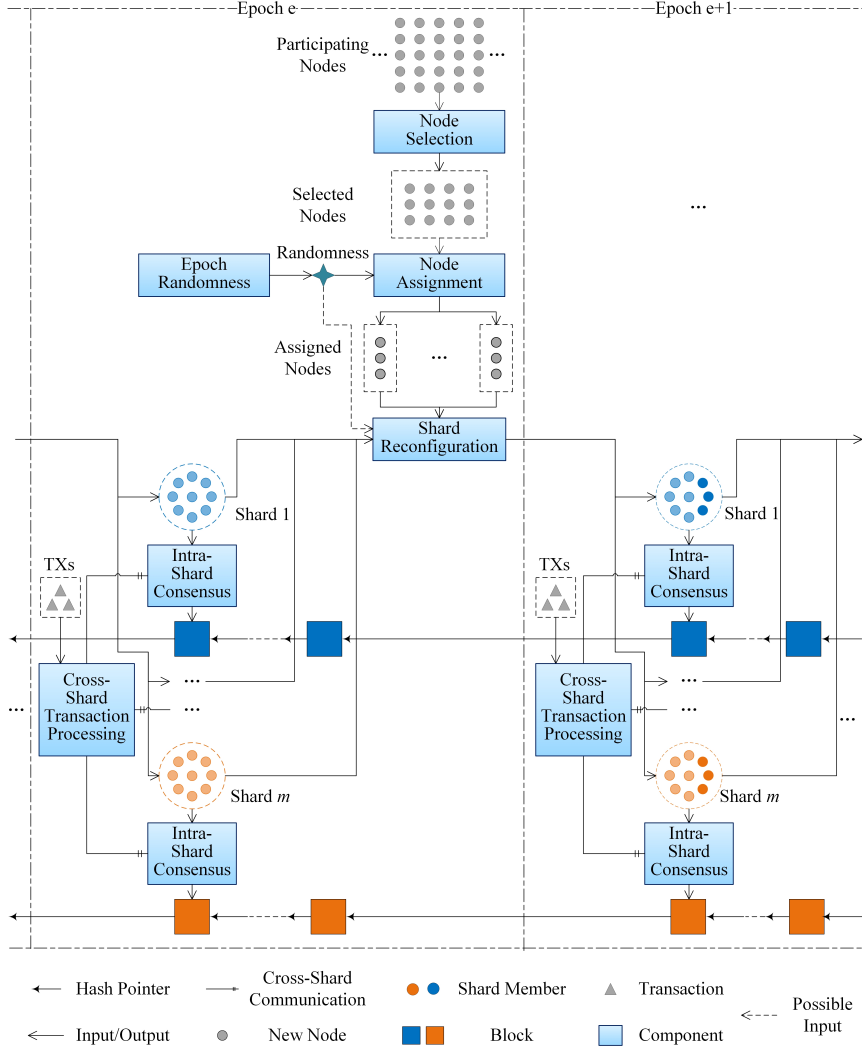 Epoch e
Epoch e+1
Participating
Nodes
...
...
Node
Selection
Selected
Nodes
...
Randomness
Epoch
Randomness
Node
Assignment
Assigned
Nodes
...
Shard
Reconfiguration
Shard 1
Shard 1
TXs
Intra-
Shard
Consensus
TXs
Intra-
Shard
Consensus
...
Cross-
Shard
Transaction
Processing
...
...
Cross-
Shard
Transaction
Processing
...
...
...
Shard m
Shard m
Intra-
Shard
Consensus
Intra-
Shard
Consensus
Hash Pointer
Cross-Shard
Communication
Shard Member
Transaction
Possible
Input
Input/Output
New Node
Block
Component